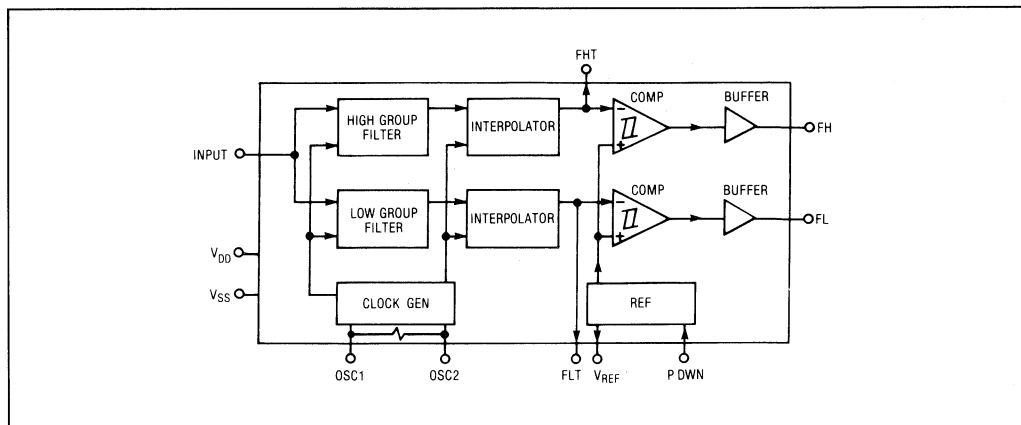 FHT
COMP
BUFFER
HIGH GROUP
FILTER
INTERPOLATOR
−
+
FH
INPUT
COMP
BUFFER
LOW GROUP
FILTER
INTERPOLATOR
−
+
FL
VDD
VSS
CLOCK GEN
REF
OSC1
OSC2
FLT
VREF
P DWN